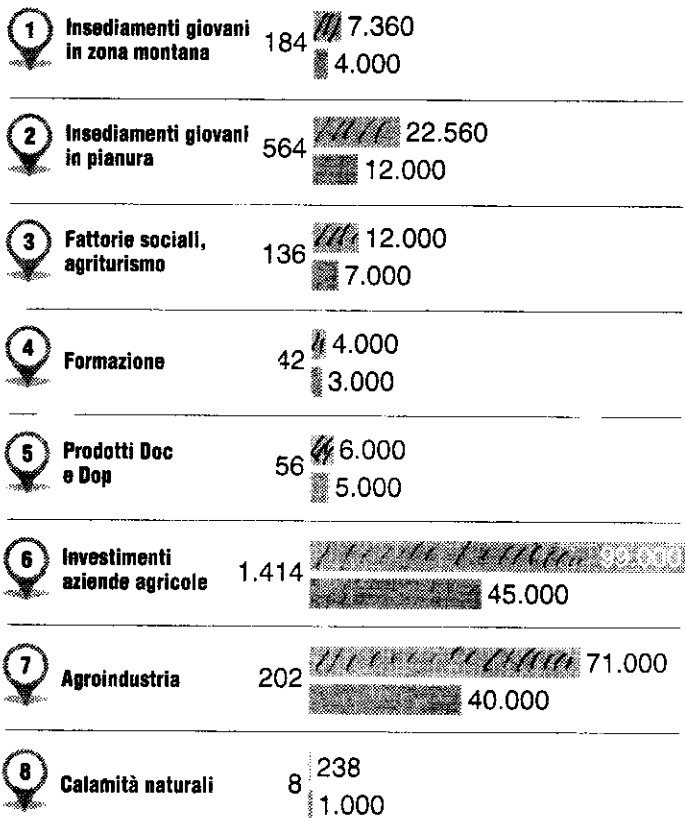 1 Insediamenti giovani
in zona montana
184
7.360
4.000
2 Insediamenti giovani
in pianura
564
22.560
12.000
3 Fattorie sociali,
agriturismo
136
12.000
7.000
4 Formazione
42
4.000
3.000
5 Prodotti Doc
e Dop
56
6.000
5.000
6 Investimenti
aziende agricole
1.414
99.000
45.000
7 Agroindustria
202
71.000
40.000
8 Calamità naturali
8
238
1.000